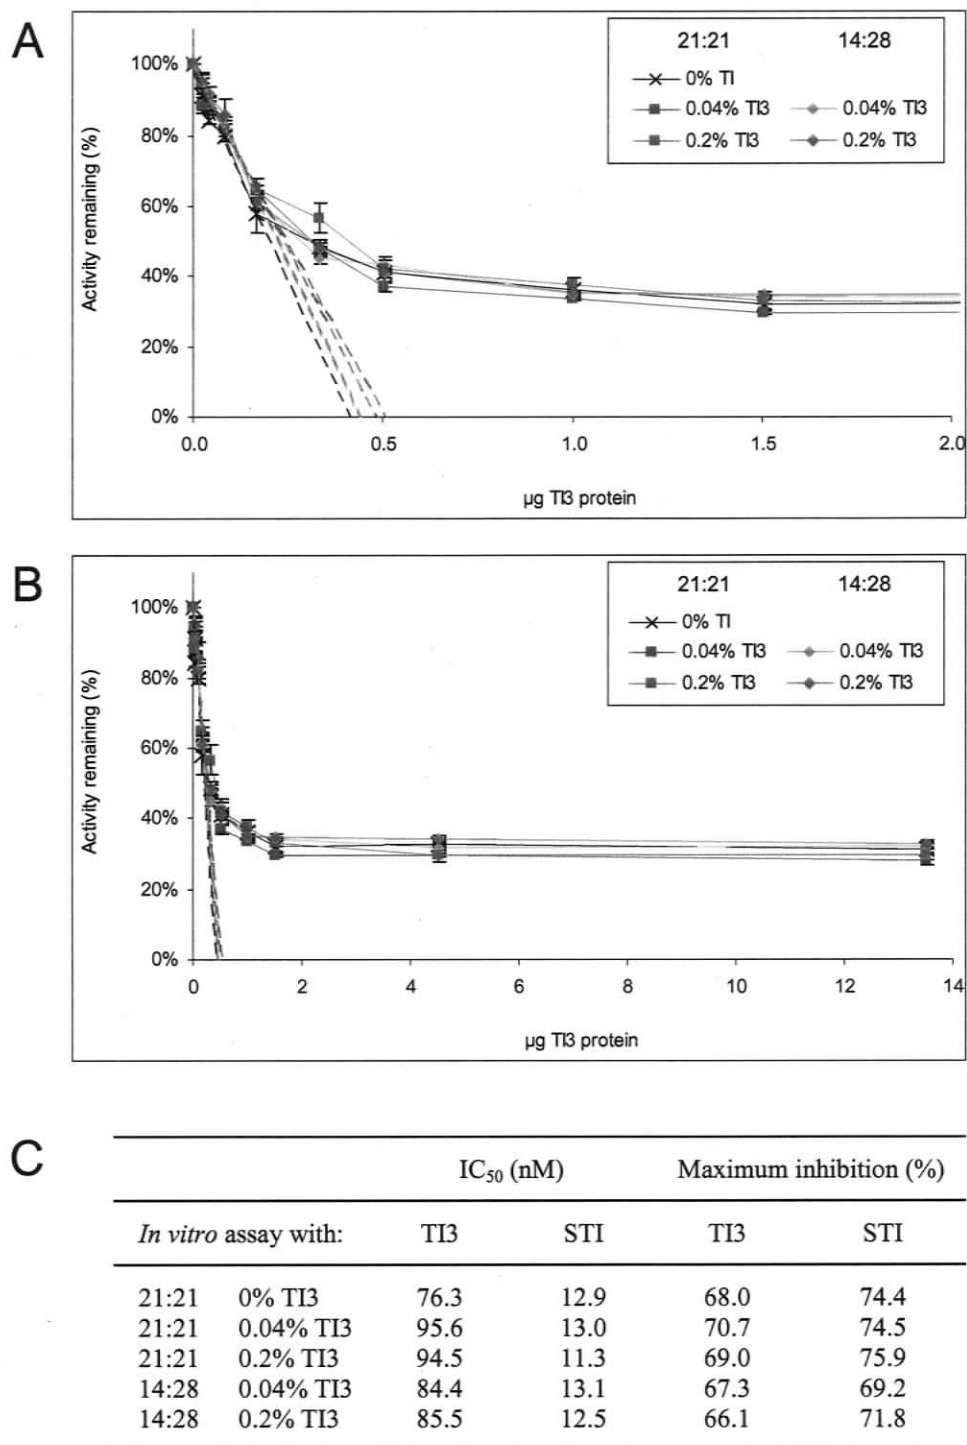 A
21:21 14:28
0% TI
0.04% TI3 0.04% TI3
0.2% TI3 0.2% TI3
100%
80%
60%
40%
20%
0%
Activity remaining (%)
0.0 0.5 1.0 1.5 2.0
µg TI3 protein
B
21:21 14:28
0% TI
0.04% TI3 0.04% TI3
0.2% TI3 0.2% TI3
100%
80%
60%
40%
20%
0%
Activity remaining (%)
0 2 4 6 8 10 12 14
µg TI3 protein
C
IC50 (nM) Maximum inhibition (%)
In vitro assay with: TI3 STI TI3 STI
21:21 0% TI3 76.3 12.9 68.0 74.4
21:21 0.04% TI3 95.6 13.0 70.7 74.5
21:21 0.2% TI3 94.5 11.3 69.0 75.9
14:28 0.04% TI3 84.4 13.1 67.3 69.2
14:28 0.2% TI3 85.5 12.5 66.1 71.8